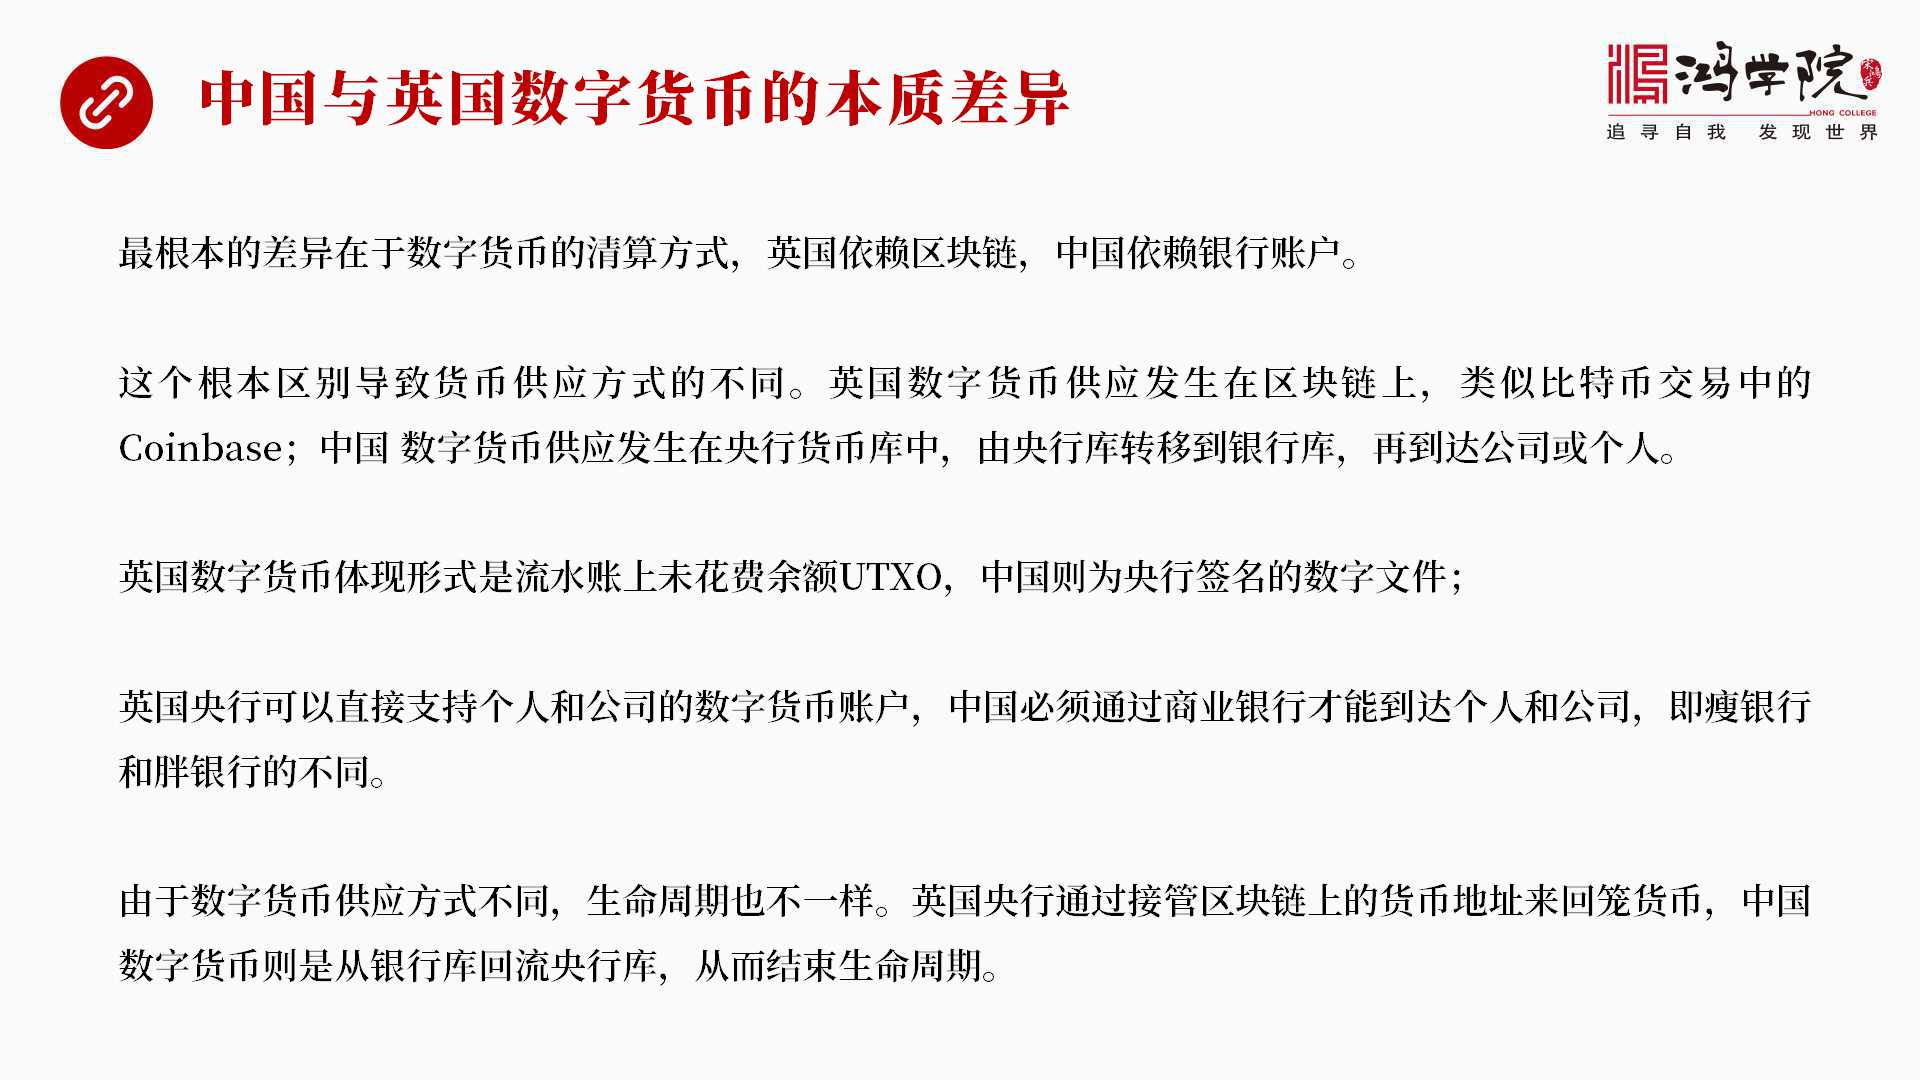 中国与英国数字货币的本质差异
鸿学院
HONG COLLEGE
追寻自我 发现世界
最根本的差异在于数字货币的清算方式，英国依赖区块链，中国依赖银行账户。
这个根本区别导致货币供应方式的不同。英国数字货币供应发生在区块链上，类似比特币交易中的
Coinbase；中国 数字货币供应发生在央行货币库中，由央行库转移到银行库，再到达公司或个人。
英国数字货币体现形式是流水账上未花费余额UTXO，中国则为央行签名的数字文件；
英国央行可以直接支持个人和公司的数字货币账户，中国必须通过商业银行才能到达个人和公司，即瘦银行
和胖银行的不同。
由于数字货币供应方式不同，生命周期也不一样。英国央行通过接管区块链上的货币地址来回笼货币，中国
数字货币则是从银行库回流央行库，从而结束生命周期。